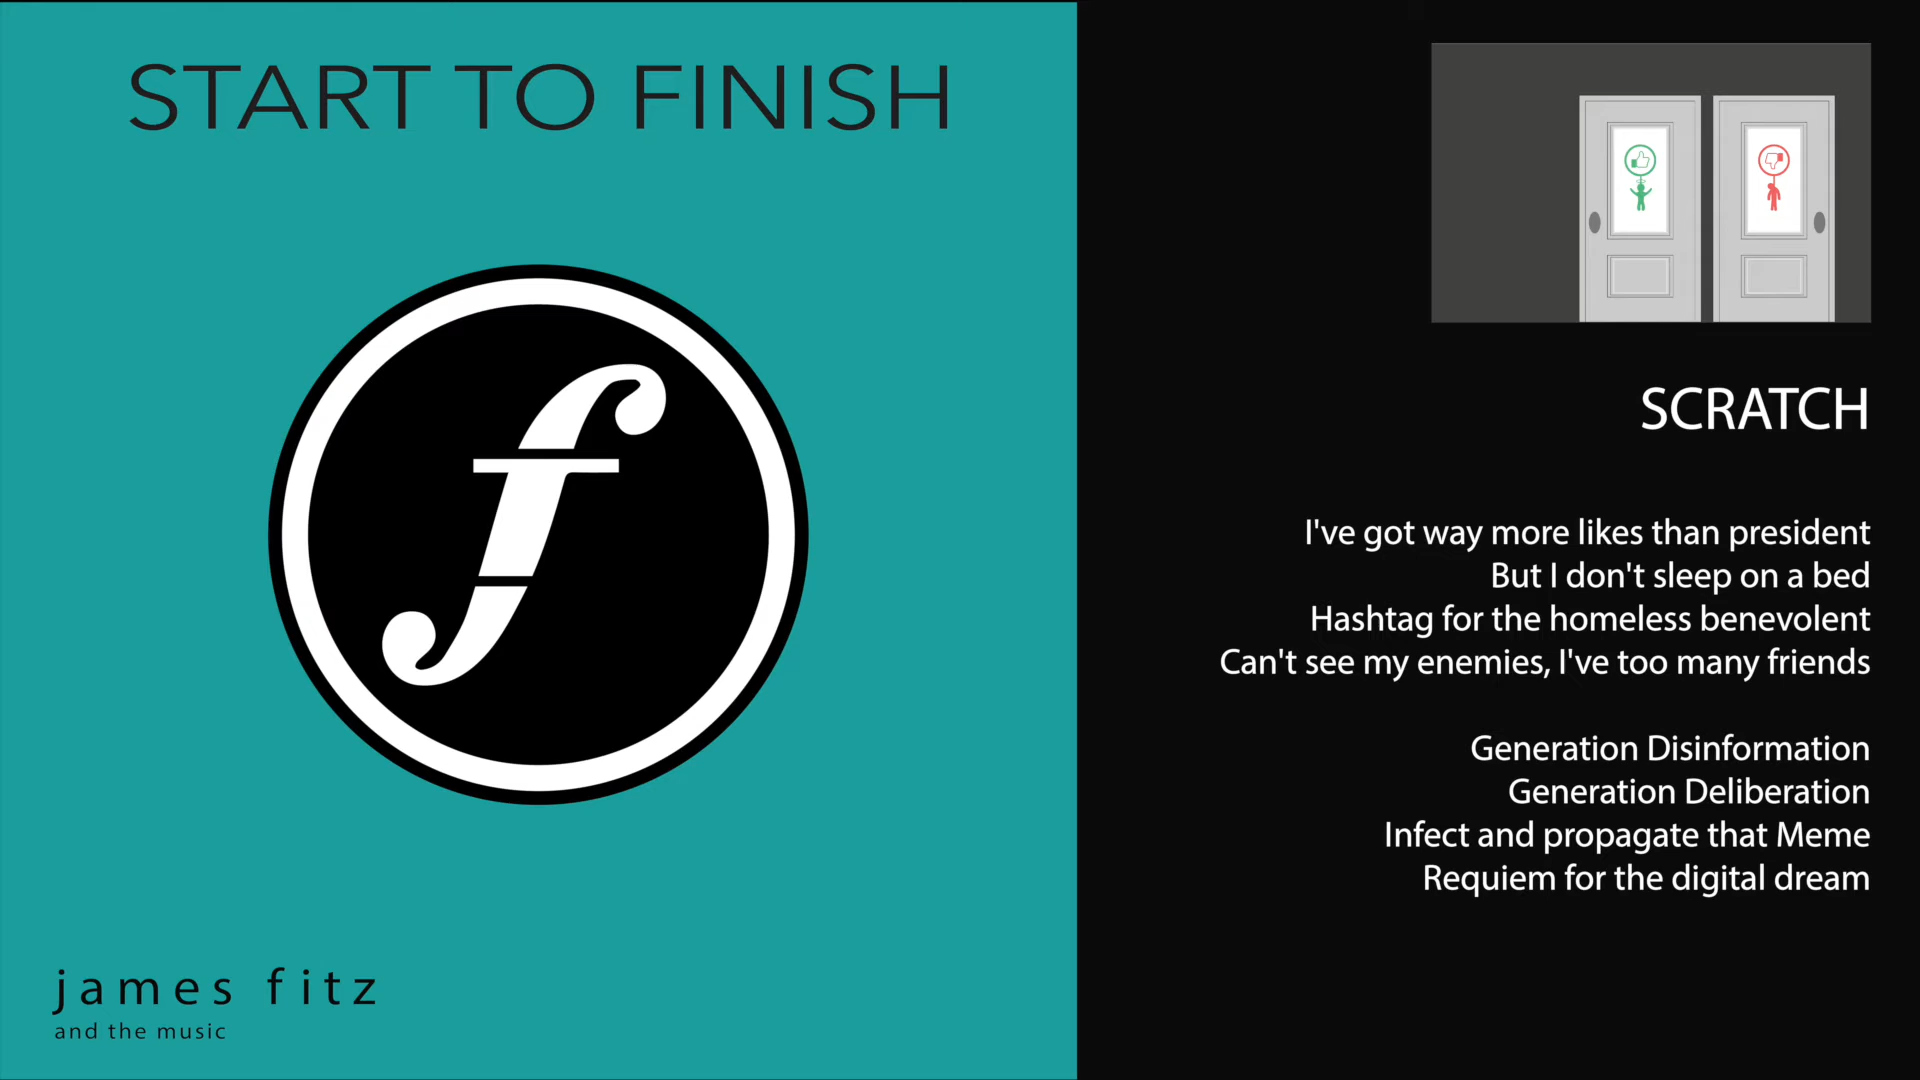 START TO FINISH
f
james fitz
and the music
SCRATCH
I've got way more likes than president
But I don't sleep on a bed
Hashtag for the homeless benevolent
Can't see my enemies, I've too many friends
Generation Disinformation
Generation Deliberation
Infect and propagate that Meme
Requiem for the digital dream